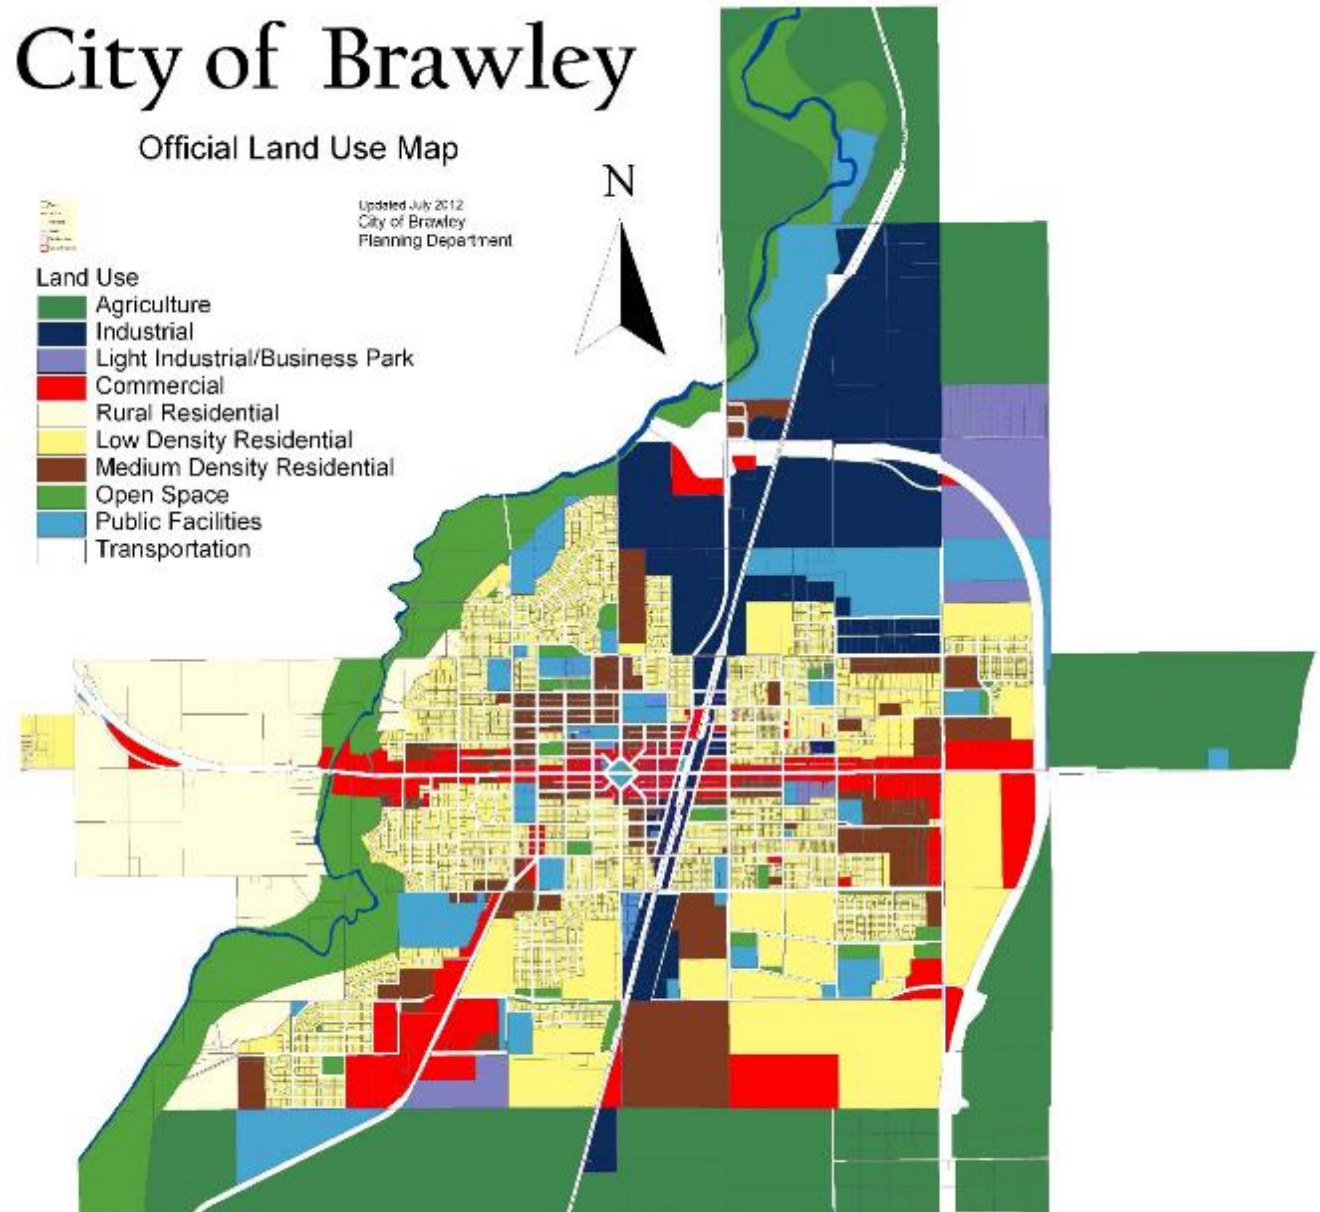 City of Brawley
Official Land Use Map
N
Updated July 2012
City of Brawley
Planning Department
Land Use
Agriculture
Industrial
Light Industrial/Business Park
Commercial
Rural Residential
Low Density Residential
Medium Density Residential
Open Space
Public Facilities
Transportation